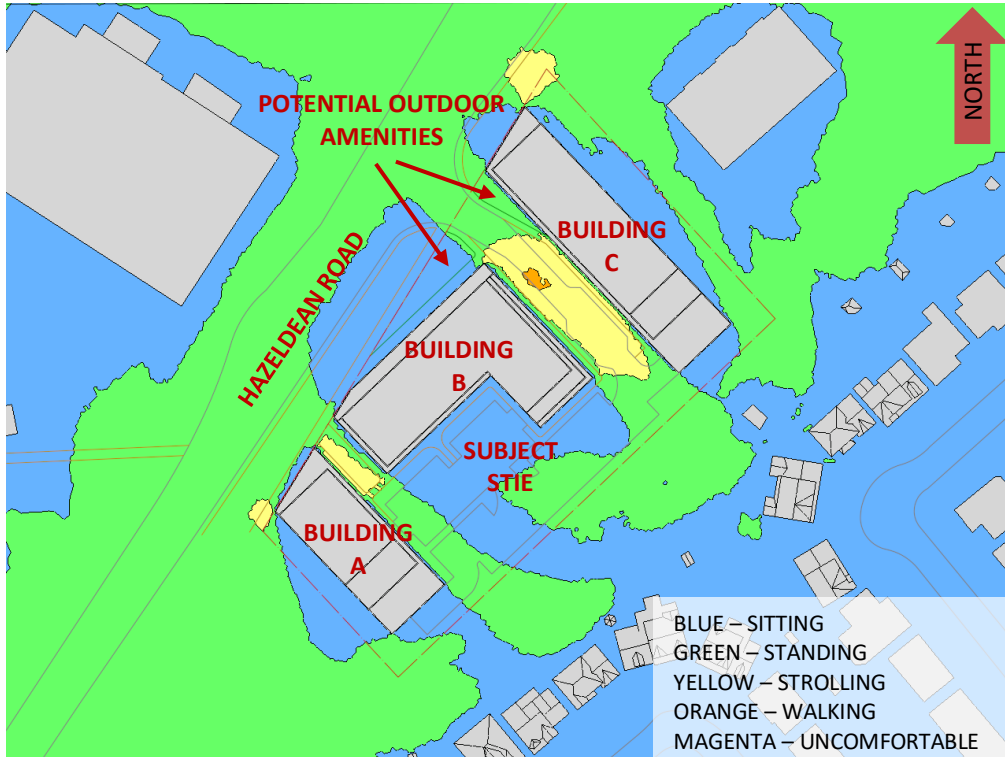 NORTH
POTENTIAL OUTDOOR
AMENITIES
BUILDING
C
HAZELDEAN ROAD
BUILDING
B
SUBJECT
STIE
BUILDING
A
BLUE – SITTING
GREEN – STANDING
YELLOW – STROLLING
ORANGE – WALKING
MAGENTA – UNCOMFORTABLE